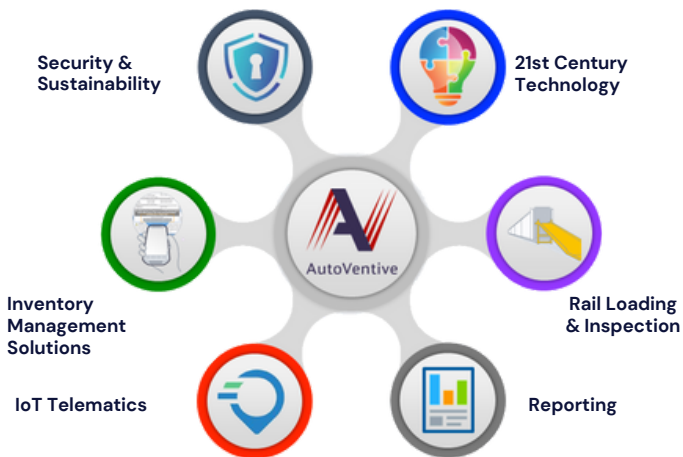 Security &
Sustainability
21st Century
Technology
AutoVentive
Inventory
Management
Solutions
Rail Loading
& Inspection
IoT Telematics
Reporting